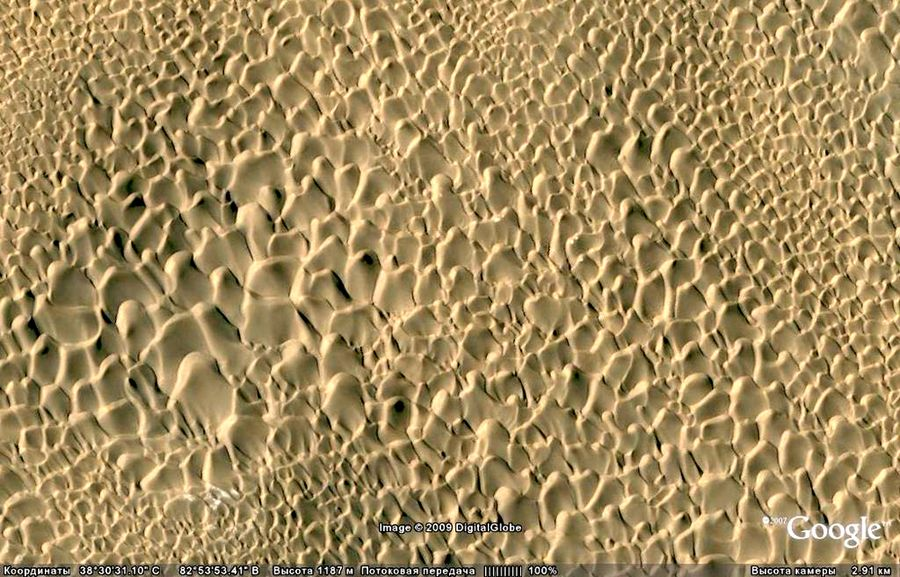 Image © 2009 DigitalGlobe
©2007 Google™
Координаты 38°30'31.10" С 82°53'53.41" В Высота 1187 м Потоковая передача ||||||||| 100% Высота камеры 2.91 км